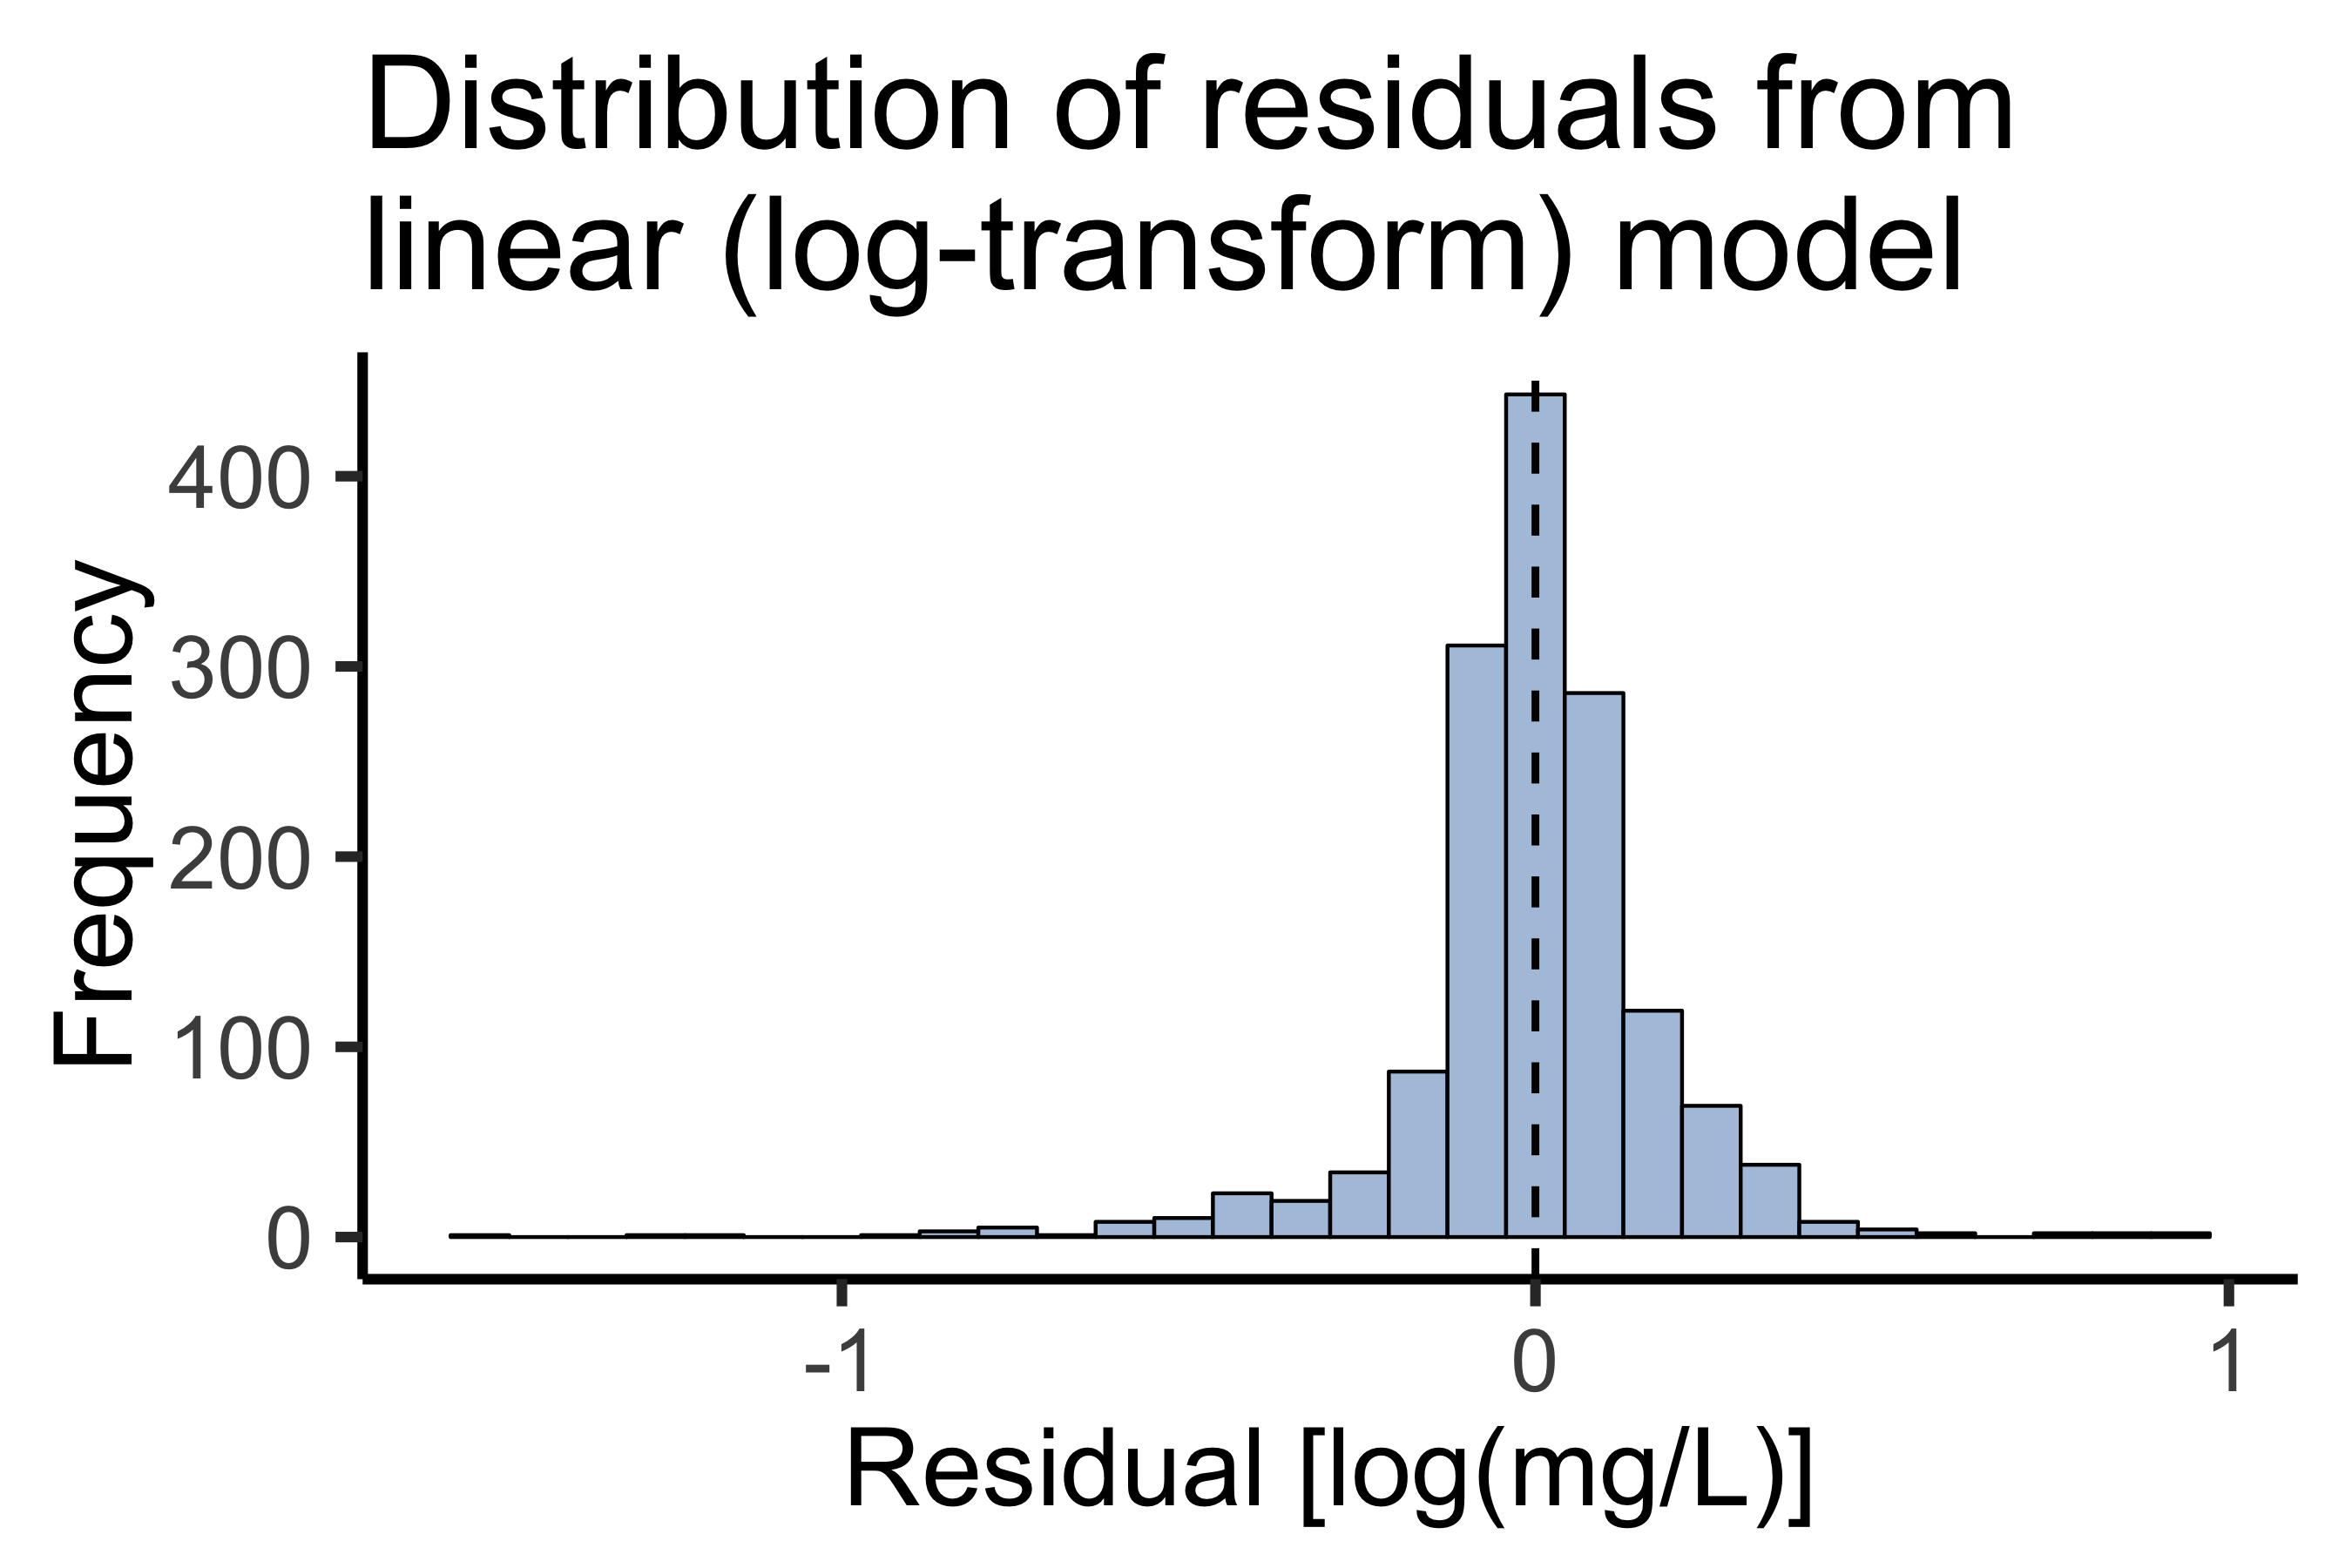 Distribution of residuals from
linear (log-transform) model
Frequency
400
300
200
100
0
-1
0
1
Residual [log(mg/L)]